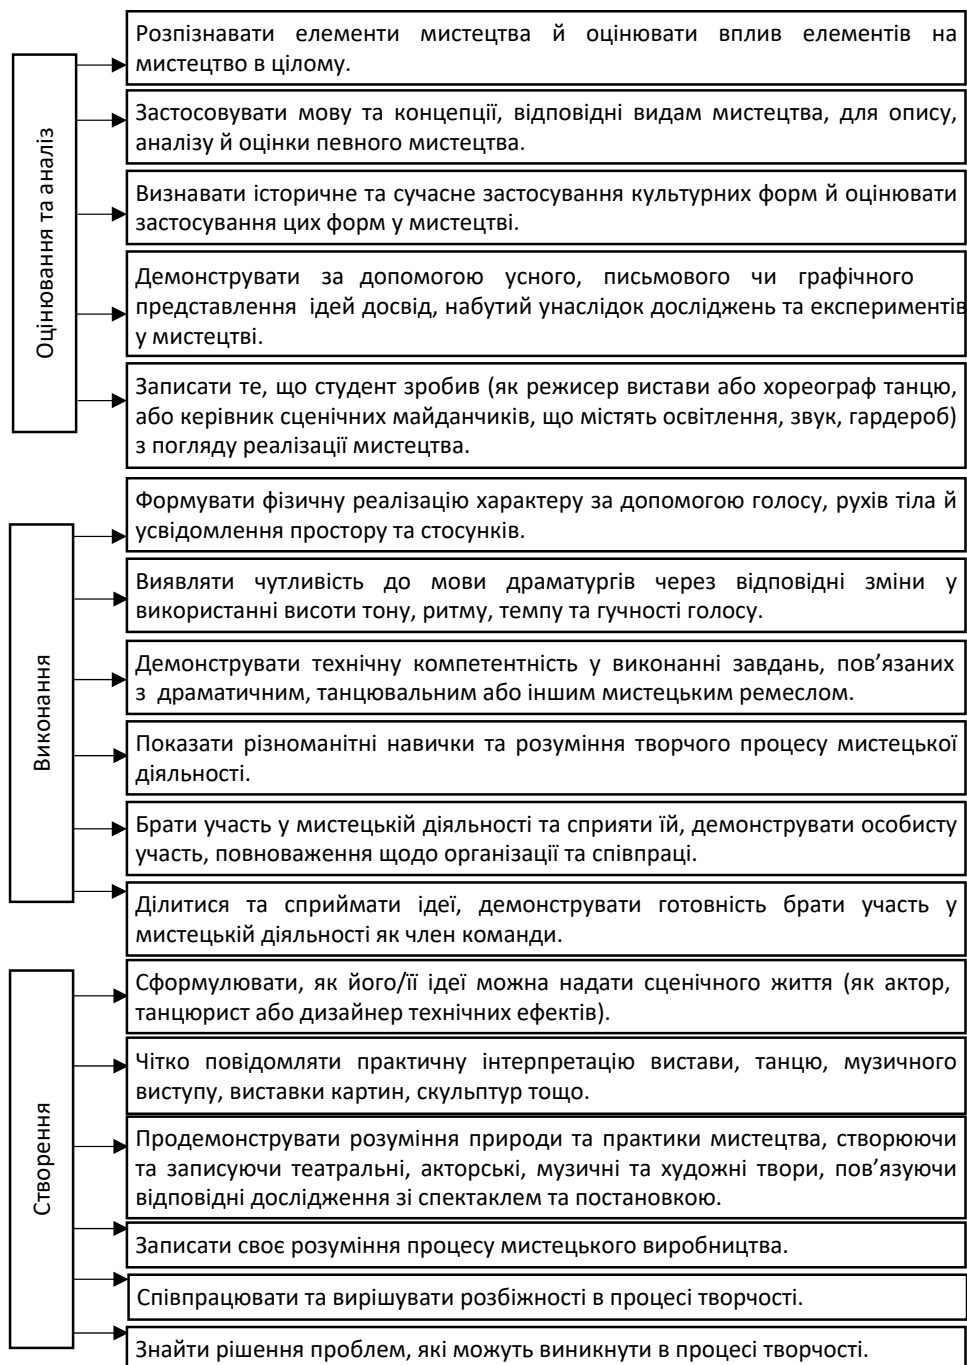 Оцінювання та аналіз
Розпізнавати елементи мистецтва й оцінювати вплив елементів на
мистецтво в цілому.
Застосовувати мову та концепції, відповідні видам мистецтва, для опису,
аналізу й оцінки певного мистецтва.
Визнавати історичне та сучасне застосування культурних форм й оцінювати
застосування цих форм у мистецтві.
Демонструвати за допомогою усного, письмового чи графічного
представлення ідей досвід, набутий унаслідок досліджень та експериментів
у мистецтві.
Записати те, що студент зробив (як режисер вистави або хореограф танцю,
або керівник сценічних майданчиків, що містять освітлення, звук, гардероб)
з погляду реалізації мистецтва.
Виконання
Формувати фізичну реалізацію характеру за допомогою голосу, рухів тіла й
усвідомлення простору та стосунків.
Виявляти чутливість до мови драматургів через відповідні зміни у
використанні висоти тону, ритму, темпу та гучності голосу.
Демонструвати технічну компетентність у виконанні завдань, пов’язаних
з драматичним, танцювальним або іншим мистецьким ремеслом.
Показати різноманітні навички та розуміння творчого процесу мистецької
діяльності.
Брати участь у мистецькій діяльності та сприяти їй, демонструвати особисту
участь, повноваження щодо організації та співпраці.
Ділитися та сприймати ідеї, демонструвати готовність брати участь у
мистецькій діяльності як член команди.
Створення
Сформулювати, як його/її ідеї можна надати сценічного життя (як актор,
танцюрист або дизайнер технічних ефектів).
Чітко повідомляти практичну інтерпретацію вистави, танцю, музичного
виступу, виставки картин, скульптур тощо.
Продемонструвати розуміння природи та практики мистецтва, створюючи
та записуючи театральні, акторські, музичні та художні твори, пов’язуючи
відповідні дослідження зі спектаклем та постановкою.
Записати своє розуміння процесу мистецького виробництва.
Співпрацювати та вирішувати розбіжності в процесі творчості.
Знайти рішення проблем, які можуть виникнути в процесі творчості.